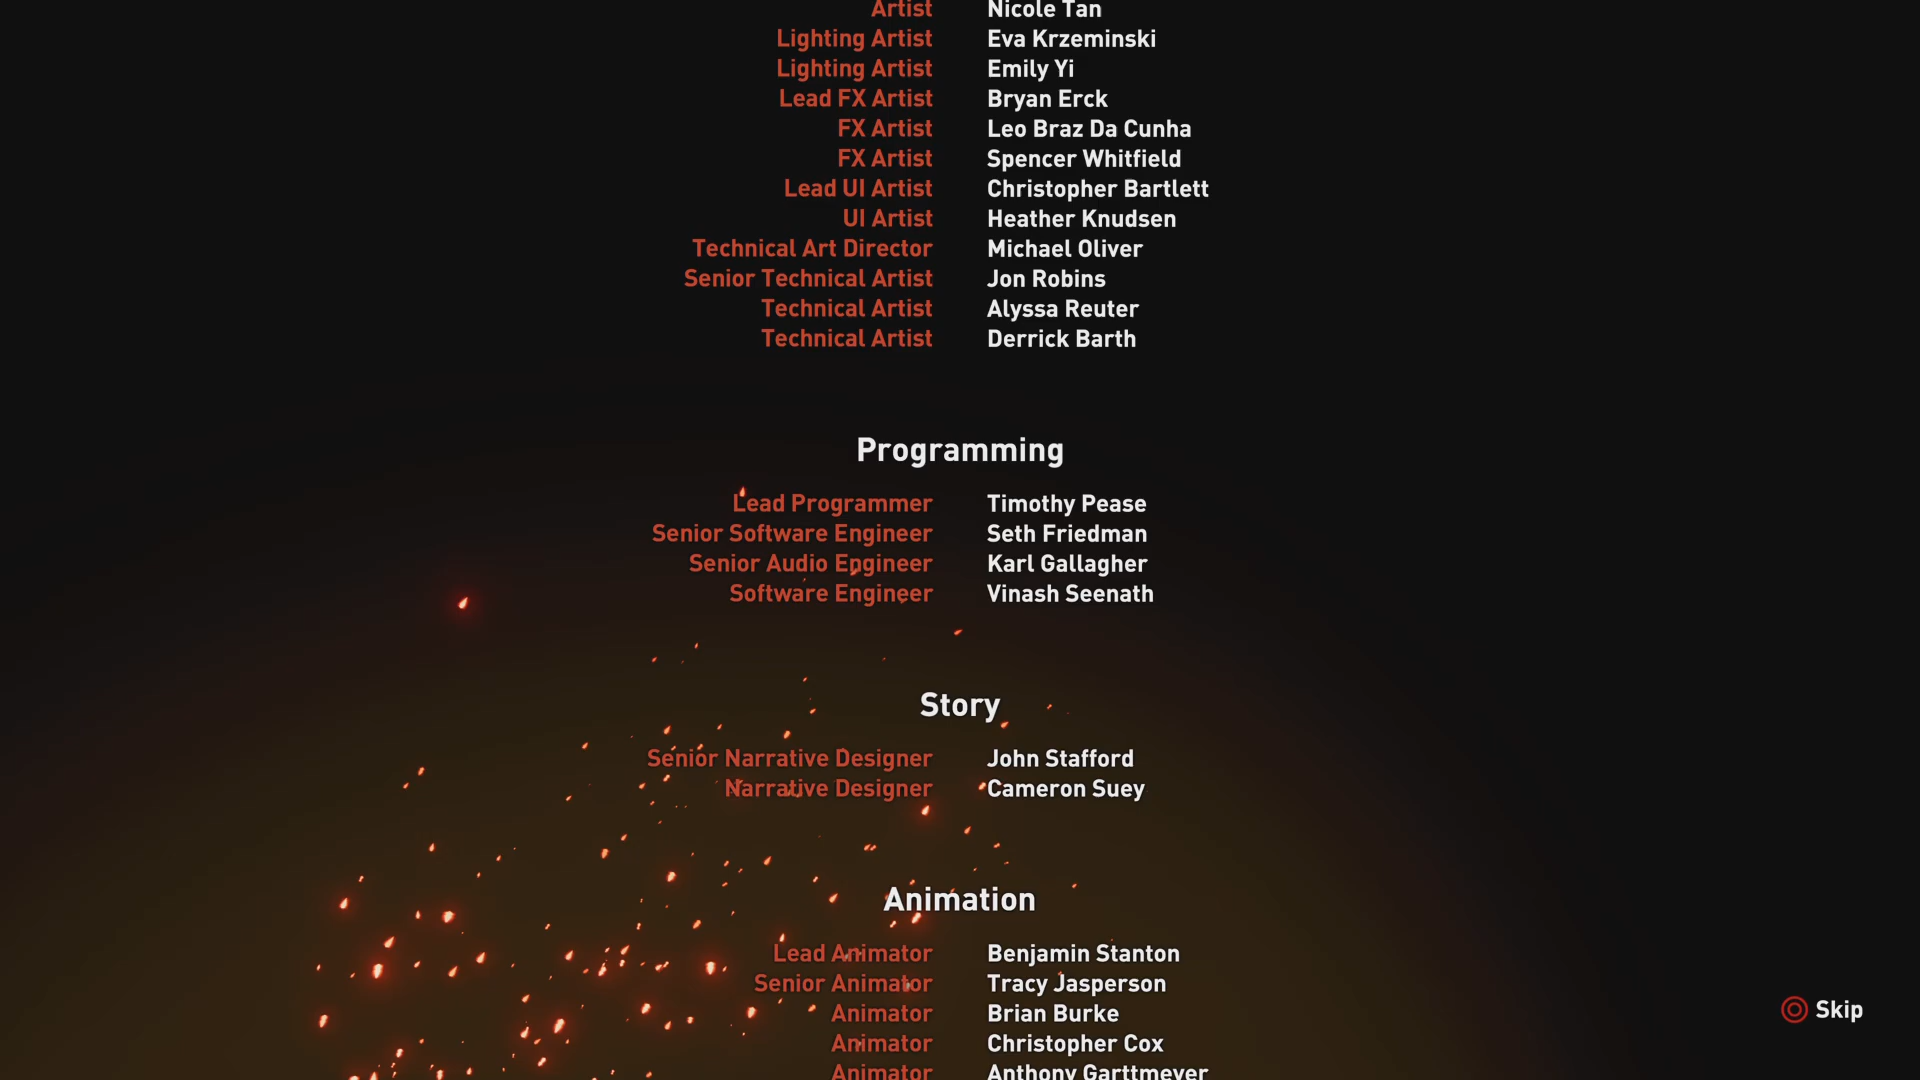 Artist Nicole Tan
Lighting Artist Eva Krzeminski
Lighting Artist Emily Yi
Lead FX Artist Bryan Erck
FX Artist Leo Braz Da Cunha
FX Artist Spencer Whitfield
Lead UI Artist Christopher Bartlett
UI Artist Heather Knudsen
Technical Art Director Michael Oliver
Senior Technical Artist Jon Robins
Technical Artist Alyssa Reuter
Technical Artist Derrick Barth
Programming
Lead Programmer Timothy Pease
Senior Software Engineer Seth Friedman
Senior Audio Engineer Karl Gallagher
Software Engineer Vinash Seenath
Story
Senior Narrative Designer John Stafford
Narrative Designer Cameron Suey
Animation
Lead Animator Benjamin Stanton
Senior Animator Tracy Jasperson
Animator Brian Burke
Skip
Animator Christopher Cox
Animator Anthony Garttmeyer